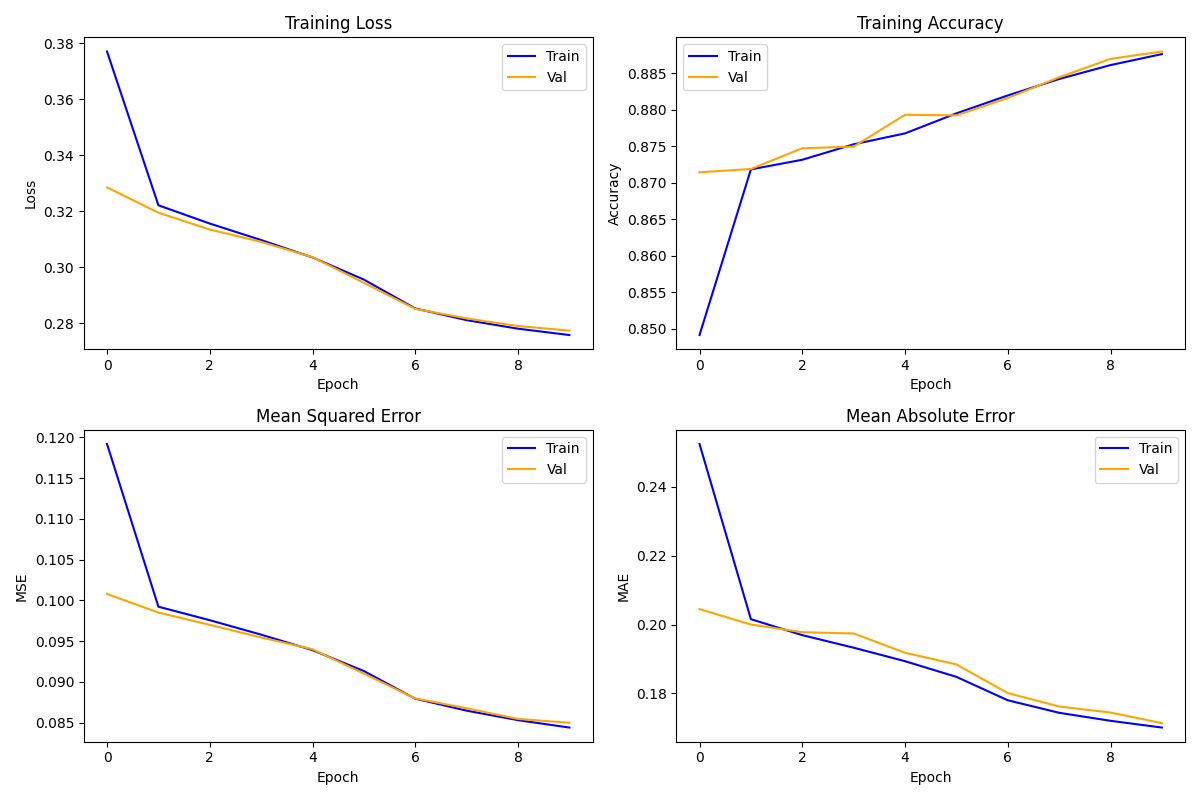 Training Loss
0.38
0.36
0.34
0.32
0.30
0.28
Loss
0 2 4 6 8
Epoch
Train
Val
Training Accuracy
0.885
0.880
0.875
0.870
0.865
0.860
0.855
0.850
Accuracy
0 2 4 6 8
Epoch
Train
Val
Mean Squared Error
0.120
0.115
0.110
0.105
0.100
0.095
0.090
0.085
MSE
0 2 4 6 8
Epoch
Train
Val
Mean Absolute Error
0.24
0.22
0.20
0.18
MAE
0 2 4 6 8
Epoch
Train
Val